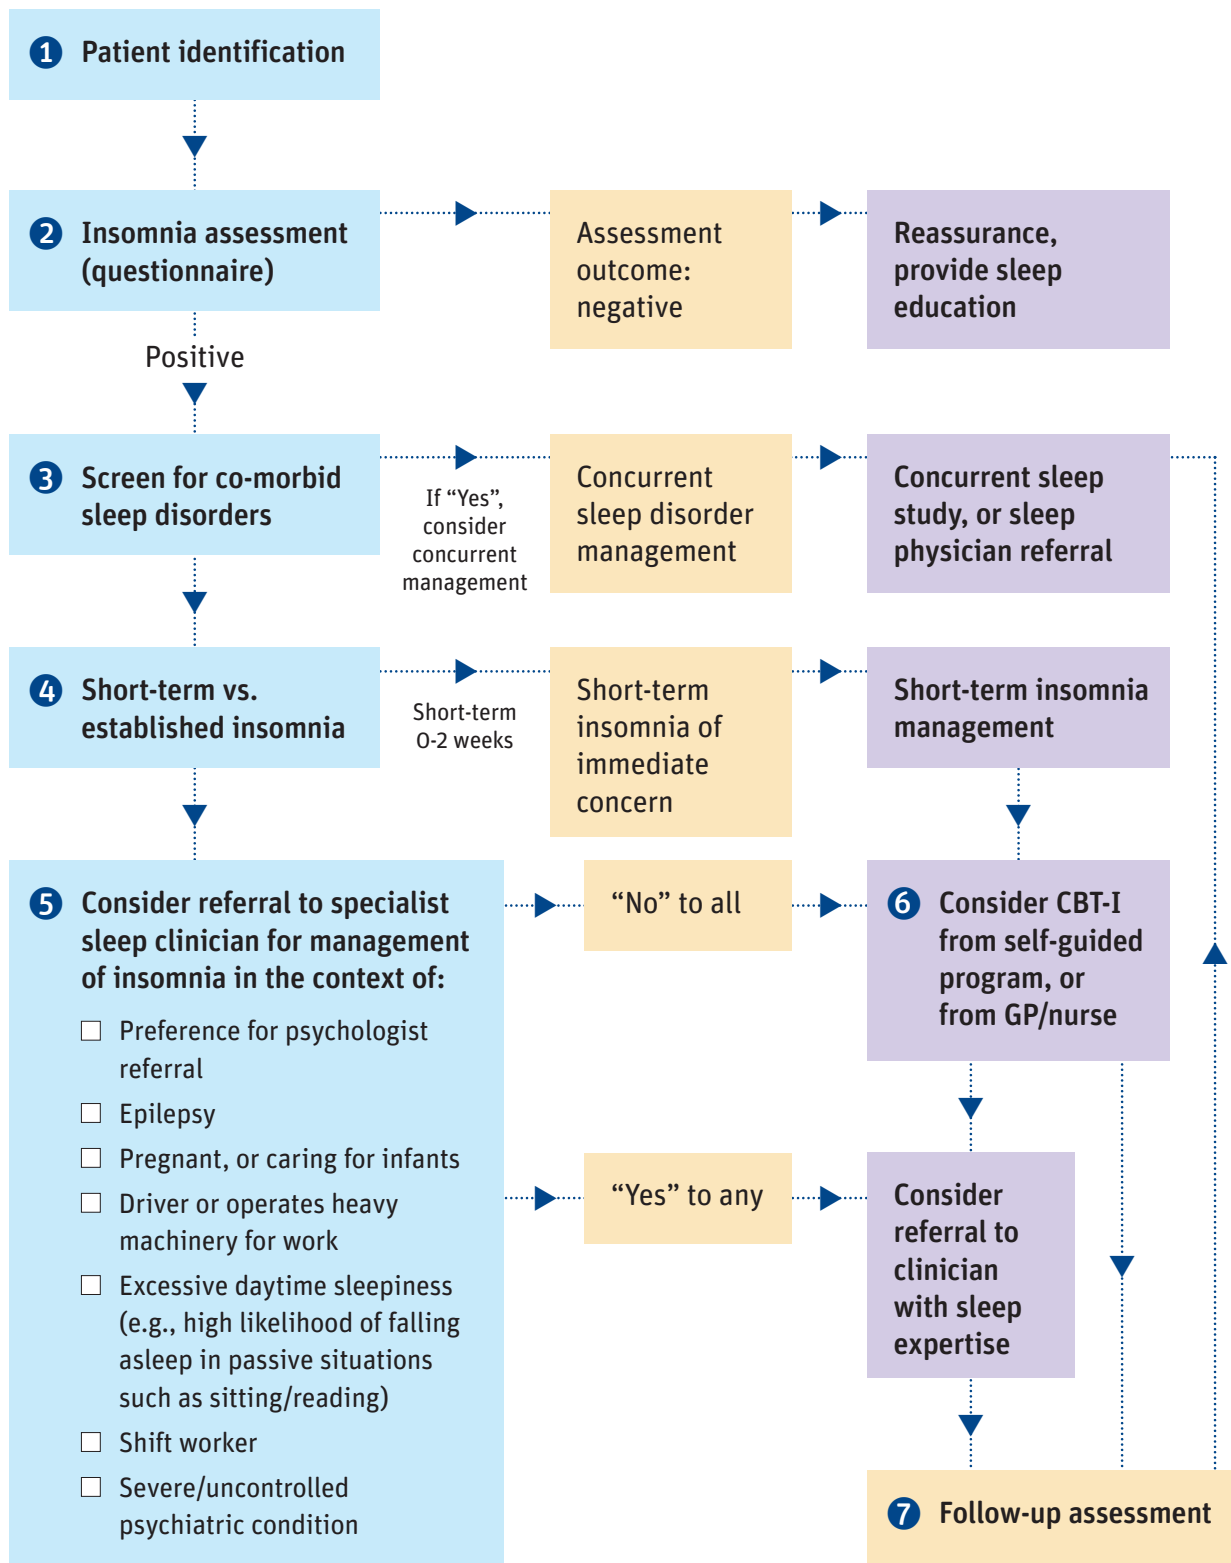 1 Patient identification
2 Insomnia assessment
(questionnaire)
Assessment
outcome:
negative
Reassurance,
provide sleep
education
Positive
3 Screen for co-morbid
sleep disorders
If “Yes”,
consider
concurrent
management
Concurrent
sleep disorder
management
Concurrent sleep
study, or sleep
physician referral
4 Short-term vs.
established insomnia
Short-term
0-2 weeks
Short-term
insomnia of
immediate
concern
Short-term insomnia
management
5 Consider referral to specialist
sleep clinician for management
of insomnia in the context of:
☐ Preference for psychologist
referral
☐ Epilepsy
☐ Pregnant, or caring for infants
☐ Driver or operates heavy
machinery for work
☐ Excessive daytime sleepiness
(e.g., high likelihood of falling
asleep in passive situations
such as sitting/reading)
☐ Shift worker
☐ Severe/uncontrolled
psychiatric condition
“No” to all
6 Consider CBT-I
from self-guided
program, or
from GP/nurse
“Yes” to any
Consider
referral to
clinician
with sleep
expertise
7 Follow-up assessment